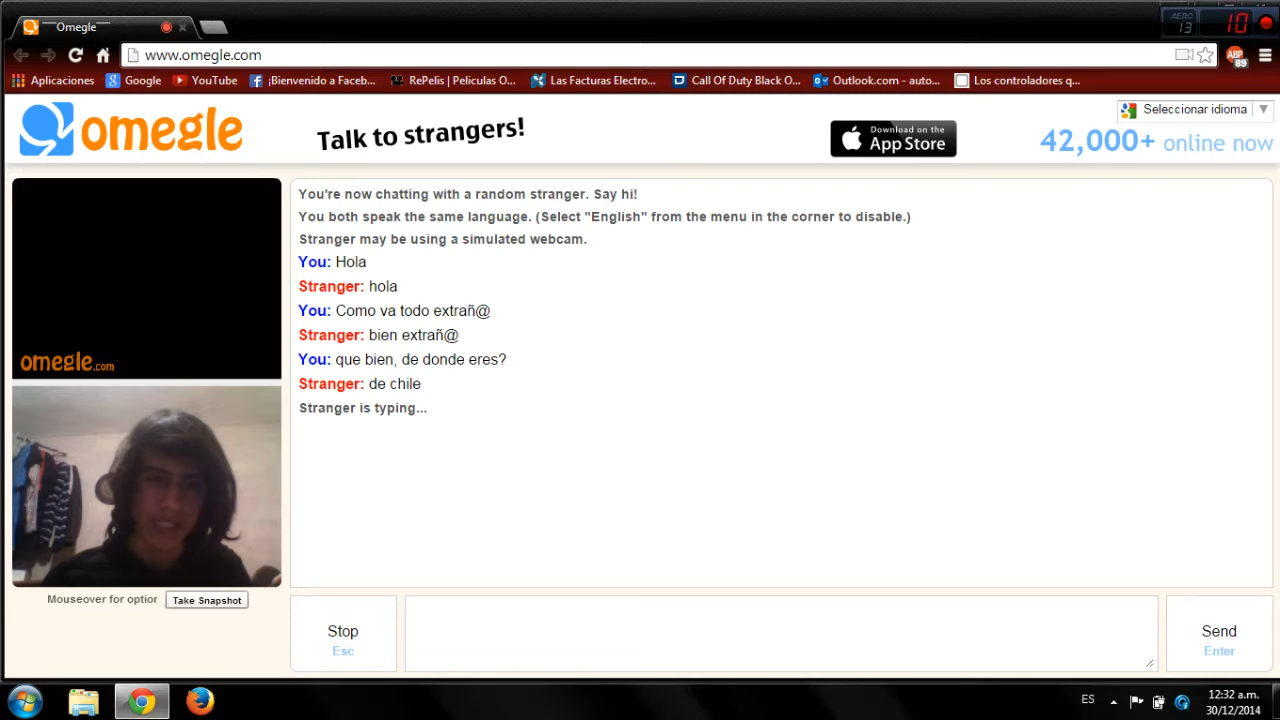 Omegle
AERO
13
10
www.omegle.com
ABP
89
Aplicaciones
Google
YouTube
¡Bienvenido a Faceb...
RePelis | Peliculas O...
Las Facturas Electro...
Call Of Duty Black O...
Outlook.com - auto...
Los controladores q...
omegle
Talk to strangers!
Download on the
App Store
Seleccionar idioma
42,000+ online now
You're now chatting with a random stranger. Say hi!
You both speak the same language. (Select "English" from the menu in the corner to disable.)
Stranger may be using a simulated webcam.
You: Hola
Stranger: hola
You: Como va todo extrañ@
Stranger: bien extrañ@
You: que bien, de donde eres?
Stranger: de chile
Stranger is typing...
omegle.com
Mouseover for option
Take Snapshot
Stop
Esc
Send
Enter
ES
12:32 a.m.
30/12/2014